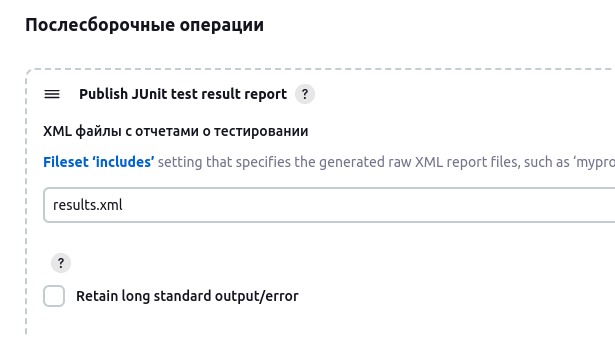 Послесборочные операции
Publish JUnit test result report ?
XML файлы с отчетами о тестировании
Fileset ‘includes’ setting that specifies the generated raw XML report files, such as ‘mypro
results.xml
?
Retain long standard output/error